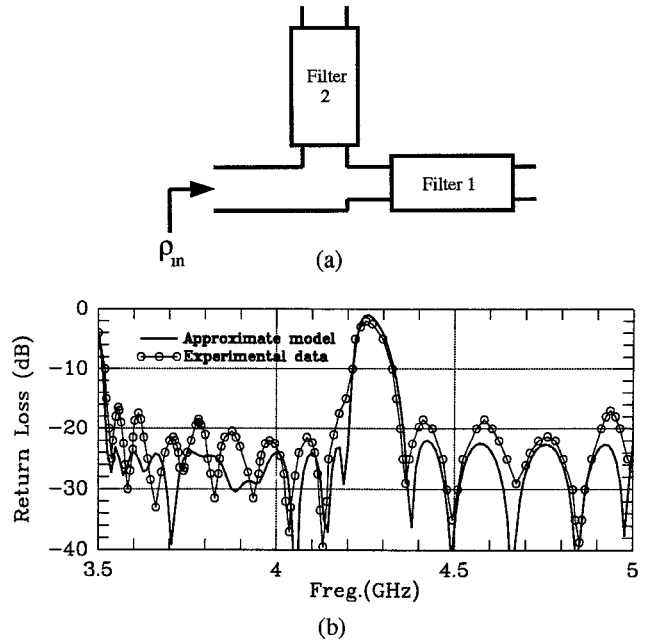 Filter
2
Filter 1
ρin
(a)
0
-10
-20
-30
-40
Return Loss (dB)
Approximate model
Experimental data
3.5
4
4.5
5
Freq.(GHz)
(b)